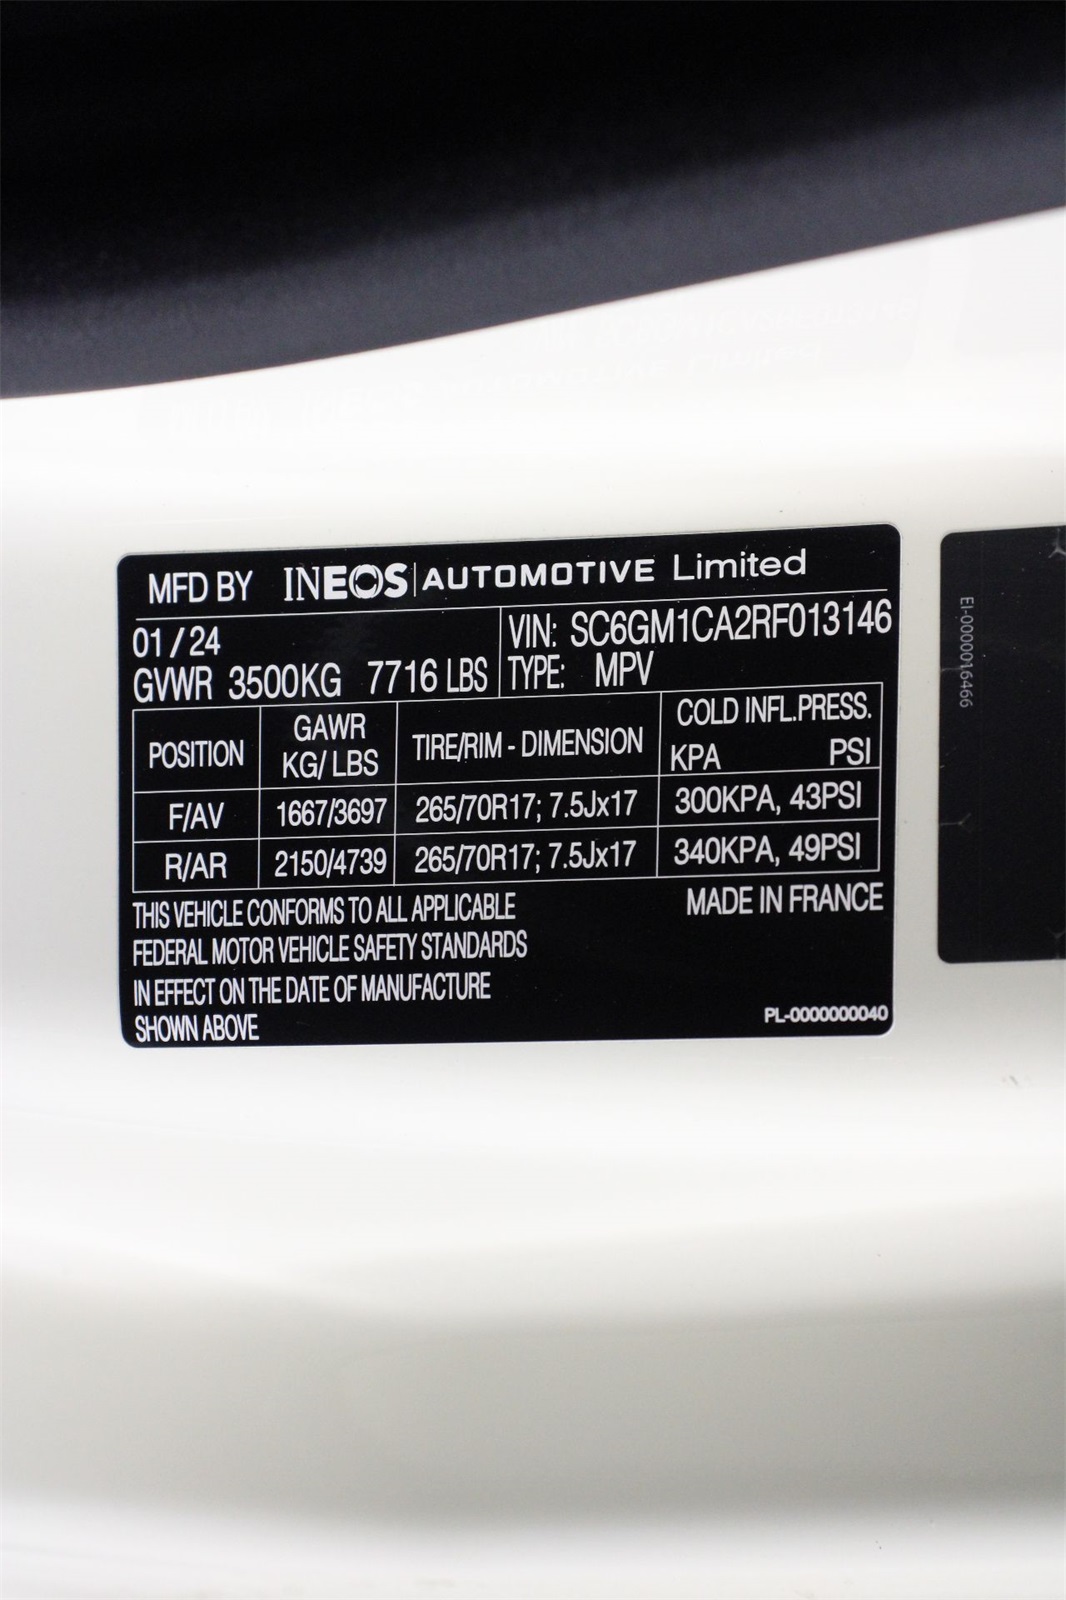 MFD BY INEOS | AUTOMOTIVE Limited
01 / 24
GVWR 3500KG 7716 LBS
VIN: SC6GM1CA2RF013146
TYPE: MPV
POSITION GAWR KG/ LBS TIRE/RIM - DIMENSION COLD INFL.PRESS. KPA PSI
F/AV 1667/3697 265/70R17; 7.5Jx17 300KPA, 43PSI
R/AR 2150/4739 265/70R17; 7.5Jx17 340KPA, 49PSI
THIS VEHICLE CONFORMS TO ALL APPLICABLE
FEDERAL MOTOR VEHICLE SAFETY STANDARDS
IN EFFECT ON THE DATE OF MANUFACTURE
SHOWN ABOVE
MADE IN FRANCE
PL-0000000040
EI-0000016466